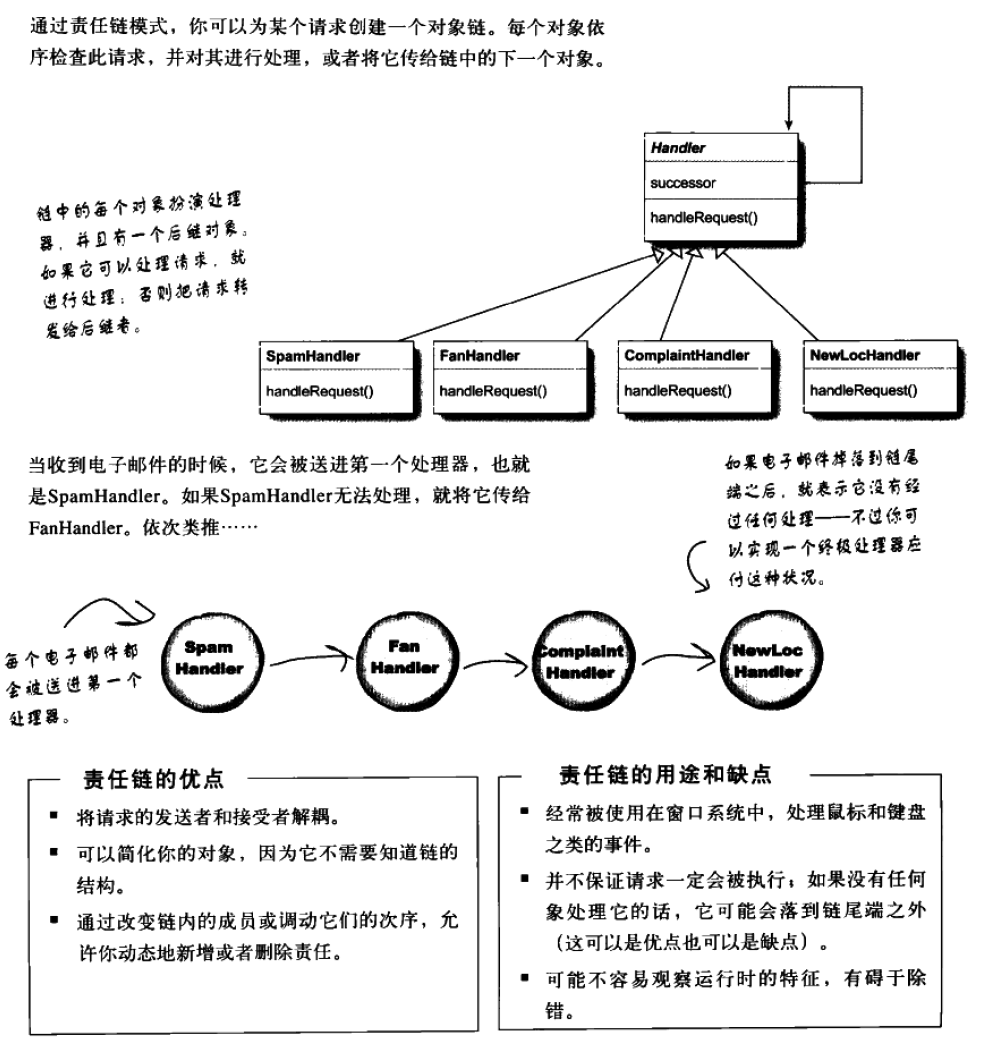 通过责任链模式，你可以为某个请求创建一个对象链。每个对象依
序检查此请求，并对其进行处理，或者将它传给链中的下一个对象。
Handler
successor
handleRequest()
链中的每个对象扮演处理
器，并且有一个后继对象。
如果它可以处理请求，就
进行处理；否则把请求转
发给后继者。
SpamHandler
handleRequest()
FanHandler
handleRequest()
ComplaintHandler
handleRequest()
NewLocHandler
handleRequest()
当收到电子邮件的时候，它会被送进第一个处理器，也就
是SpamHandler。如果SpamHandler无法处理，就将它传给
FanHandler。依次类推……
如果电子邮件掉落到链尾
端之后，就表示它没有经
过任何处理——不过你可
以实现一个终极处理器应
付这种状况。
每个电子邮件都
会被送进第一个
处理器。
Spam
Handler
Fan
Handler
Complaint
Handler
NewLoc
Handler
责任链的优点
■ 将请求的发送者和接受者解耦。
■ 可以简化你的对象，因为它不需要知道链的
结构。
■ 通过改变链内的成员或调动它们的次序，允
许你动态地新增或者删除责任。
责任链的用途和缺点
■ 经常被使用在窗口系统中，处理鼠标和键盘
之类的事件。
■ 并不保证请求一定会被执行；如果没有任何
象处理它的话，它可能会落到链尾端之外
（这可以是优点也可以是缺点）。
■ 可能不容易观察运行时的特征，有碍于除
错。